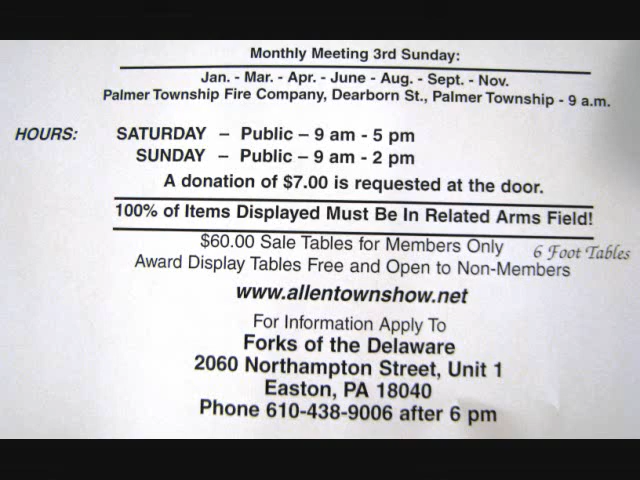 Monthly Meeting 3rd Sunday:
Jan. - Mar. - Apr. - June - Aug. - Sept. - Nov.
Palmer Township Fire Company, Dearborn St., Palmer Township - 9 a.m.
HOURS: SATURDAY – Public – 9 am - 5 pm
SUNDAY – Public – 9 am - 2 pm
A donation of $7.00 is requested at the door.
100% of Items Displayed Must Be In Related Arms Field!
$60.00 Sale Tables for Members Only 6 Foot Tables
Award Display Tables Free and Open to Non-Members
www.allentownshow.net
For Information Apply To
Forks of the Delaware
2060 Northampton Street, Unit 1
Easton, PA 18040
Phone 610-438-9006 after 6 pm